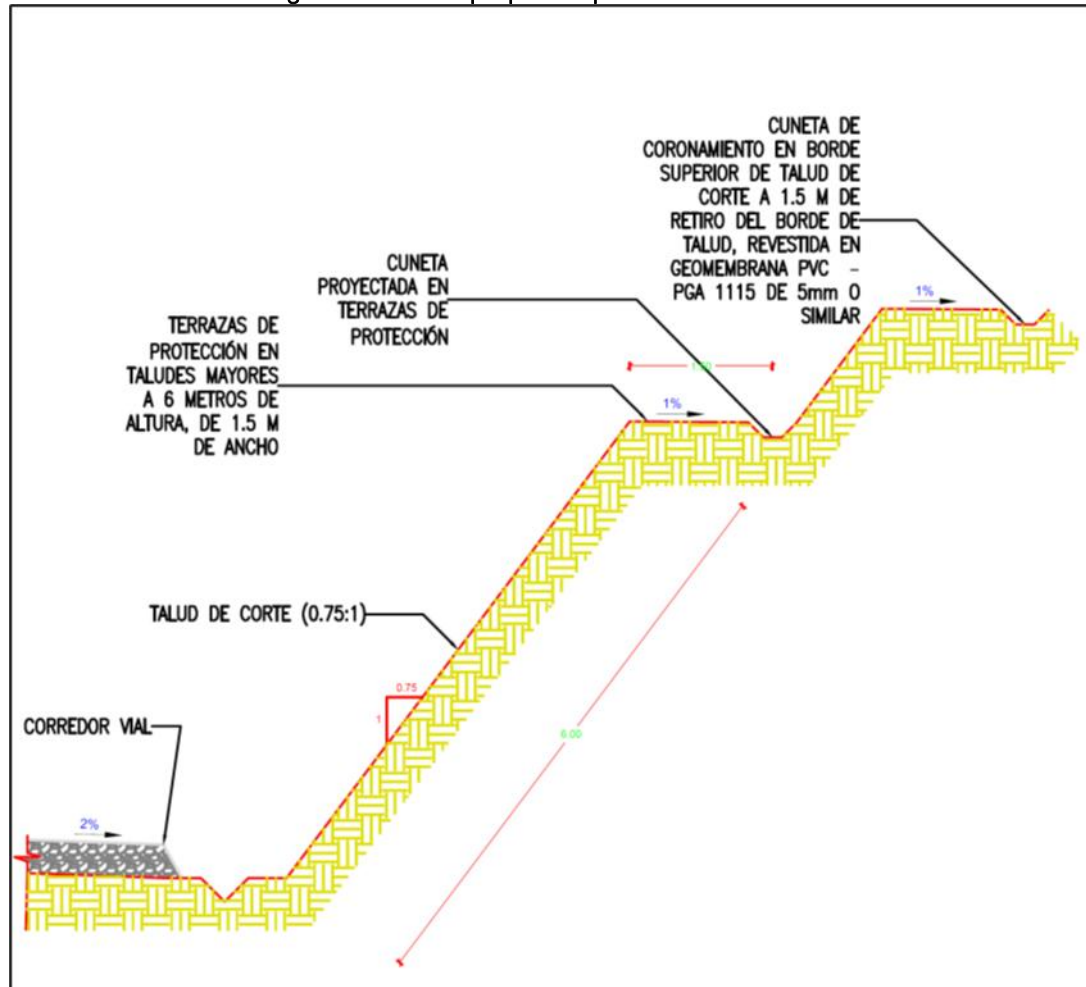 CUNETA DE
CORONAMIENTO EN BORDE
SUPERIOR DE TALUD DE
CORTE A 1.5 M DE
RETIRO DEL BORDE DE
TALUD, REVESTIDA EN
GEOMEMBRANA PVC –
PGA 1115 DE 5mm O
SIMILAR
CUNETA
PROYECTADA EN
TERRAZAS DE
PROTECCIÓN
TERRAZAS DE
PROTECCIÓN EN
TALUDES MAYORES
A 6 METROS DE
ALTURA, DE 1.5 M
DE ANCHO
1%
1%
TALUD DE CORTE (0.75:1)
0.75
1
6.00
CORREDOR VIAL
2%